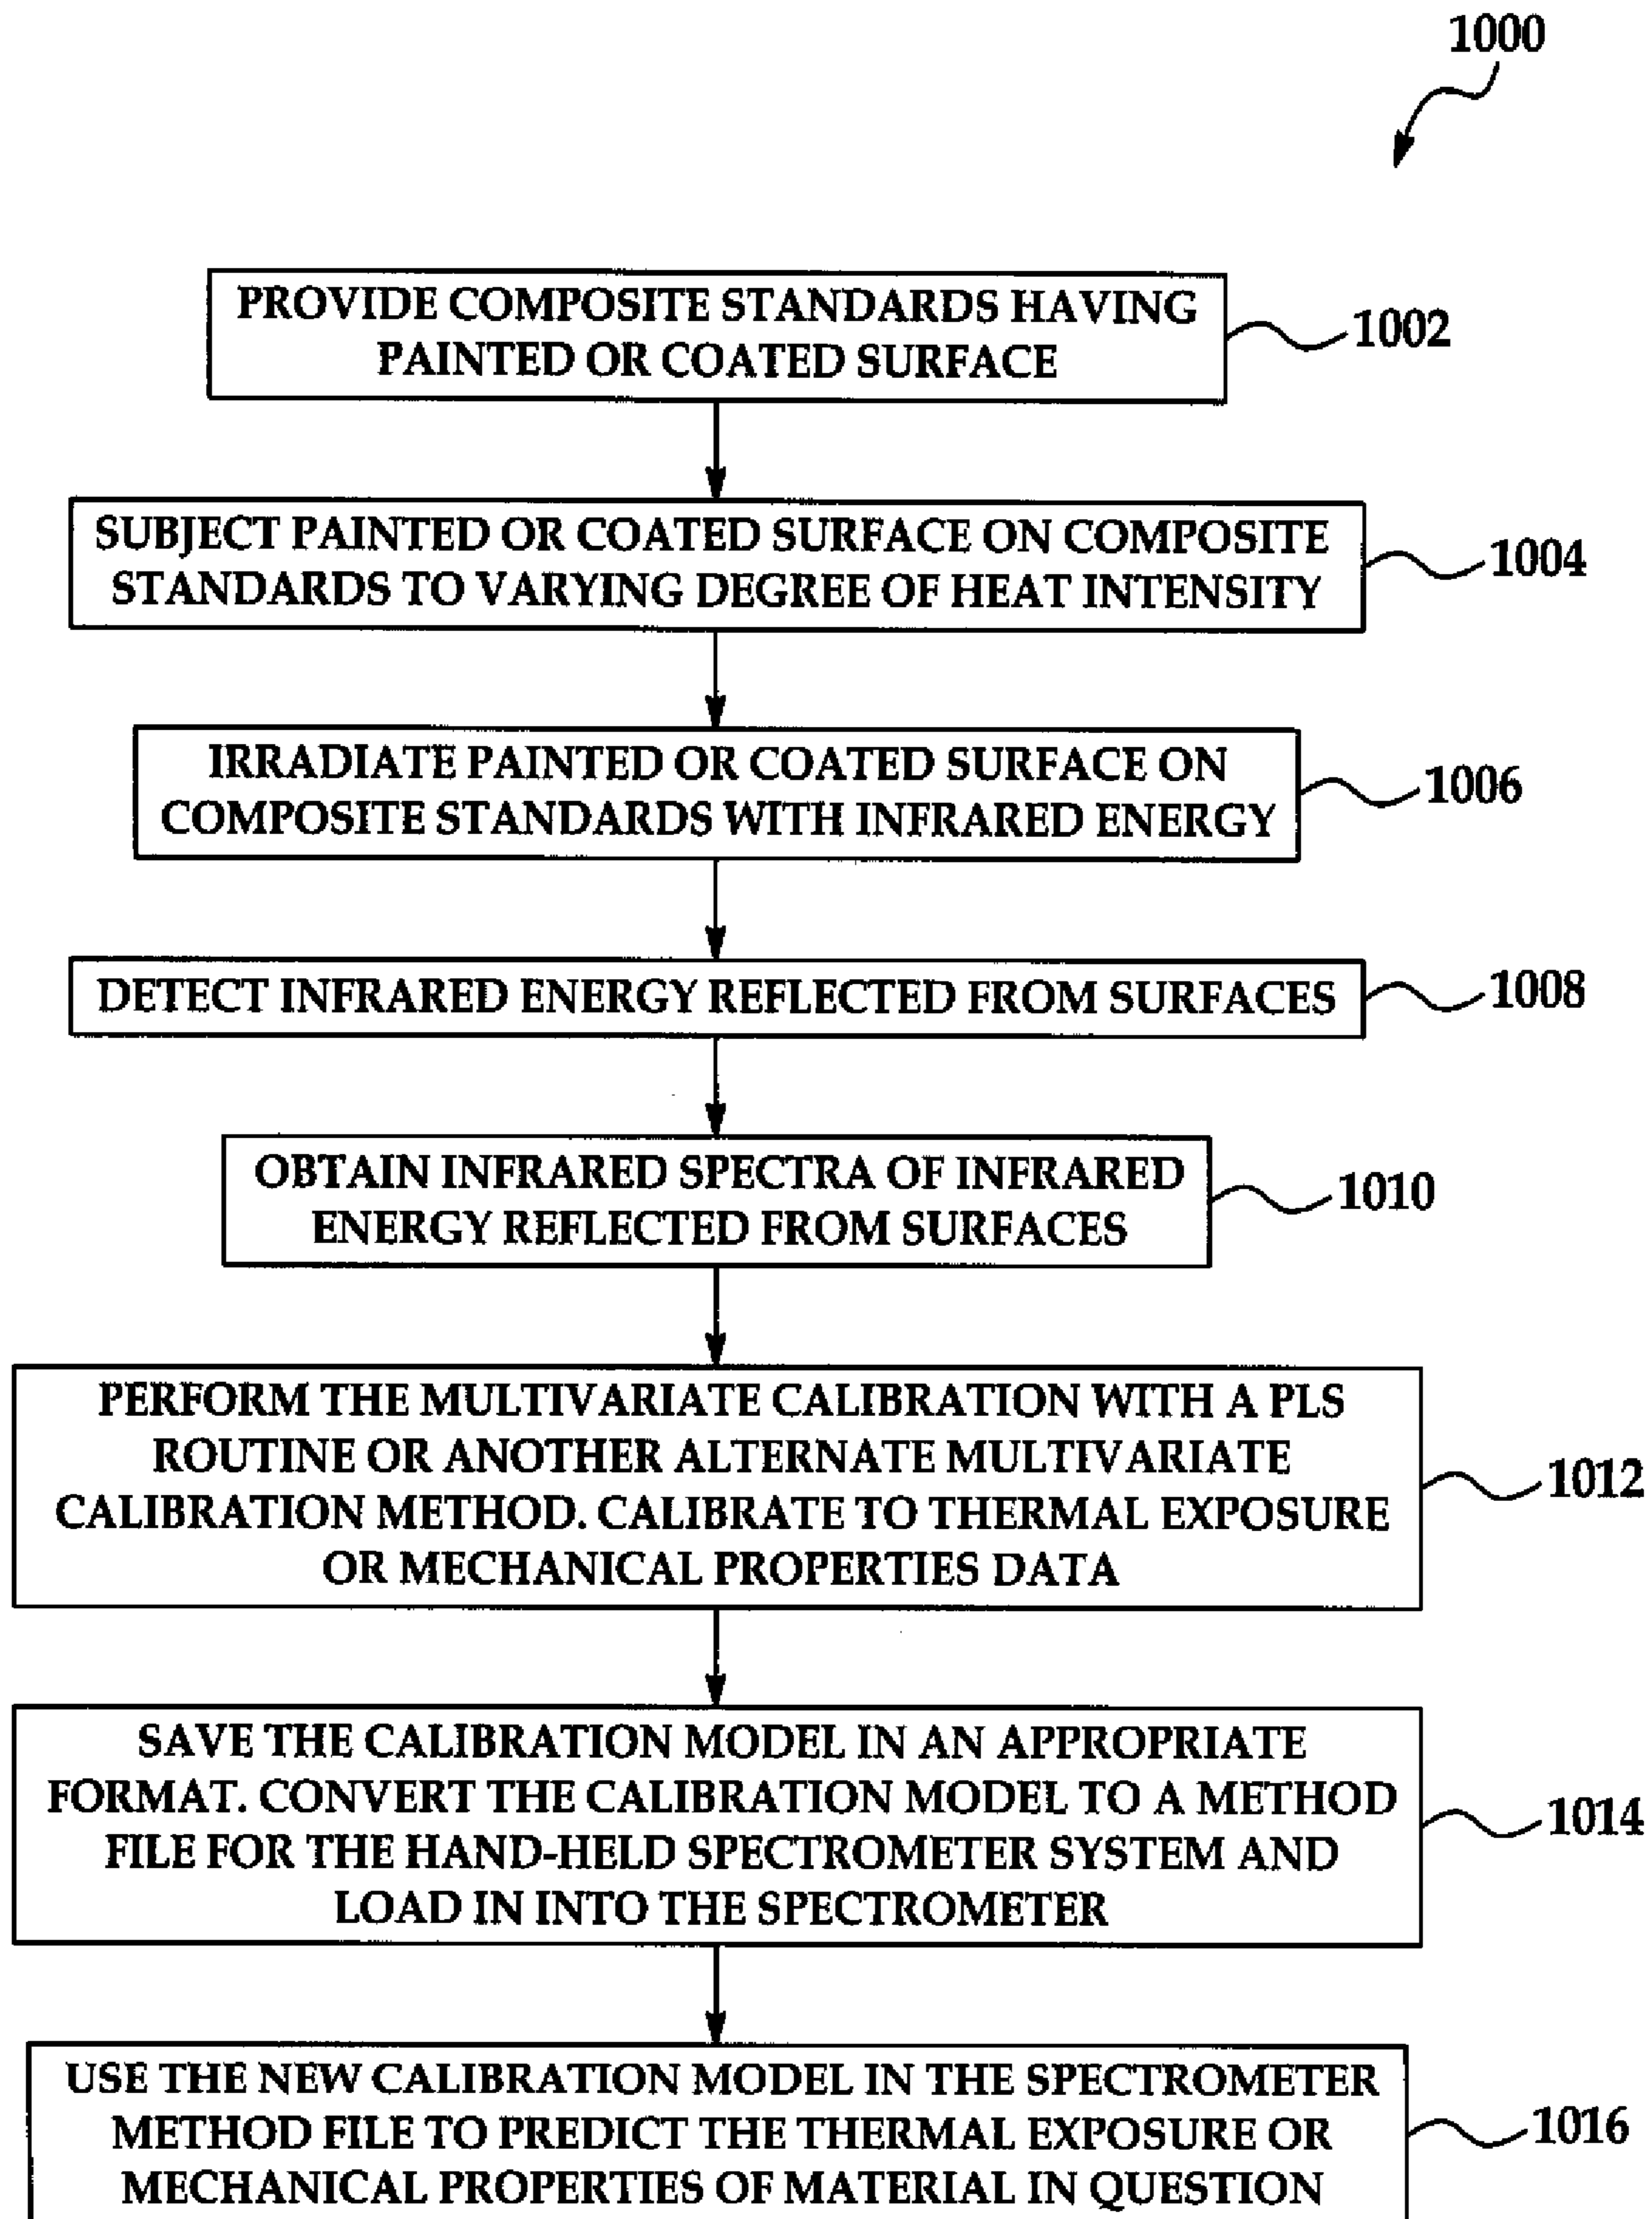 1000
PROVIDE COMPOSITE STANDARDS HAVING
PAINTED OR COATED SURFACE
1002
SUBJECT PAINTED OR COATED SURFACE ON COMPOSITE
STANDARDS TO VARYING DEGREE OF HEAT INTENSITY
1004
IRRADIATE PAINTED OR COATED SURFACE ON
COMPOSITE STANDARDS WITH INFRARED ENERGY
1006
DETECT INFRARED ENERGY REFLECTED FROM SURFACES
1008
OBTAIN INFRARED SPECTRA OF INFRARED
ENERGY REFLECTED FROM SURFACES
1010
PERFORM THE MULTIVARIATE CALIBRATION WITH A PLS
ROUTINE OR ANOTHER ALTERNATE MULTIVARIATE
CALIBRATION METHOD. CALIBRATE TO THERMAL EXPOSURE
OR MECHANICAL PROPERTIES DATA
1012
SAVE THE CALIBRATION MODEL IN AN APPROPRIATE
FORMAT. CONVERT THE CALIBRATION MODEL TO A METHOD
FILE FOR THE HAND-HELD SPECTROMETER SYSTEM AND
LOAD IN INTO THE SPECTROMETER
1014
USE THE NEW CALIBRATION MODEL IN THE SPECTROMETER
METHOD FILE TO PREDICT THE THERMAL EXPOSURE OR
MECHANICAL PROPERTIES OF MATERIAL IN QUESTION
1016